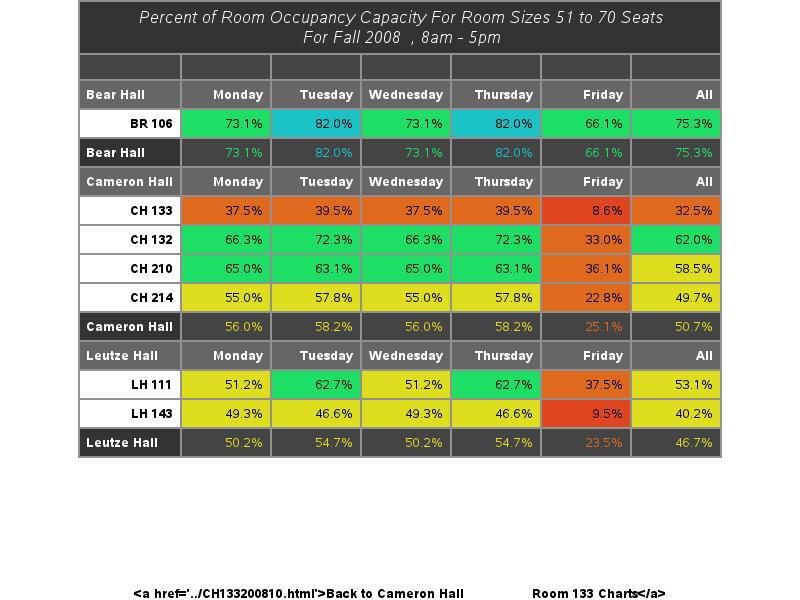 Percent of Room Occupancy Capacity For Room Sizes 51 to 70 Seats
For Fall 2008 , 8am - 5pm
Bear Hall Monday Tuesday Wednesday Thursday Friday All
BR 106 73.1% 82.0% 73.1% 82.0% 66.1% 75.3%
Bear Hall 73.1% 82.0% 73.1% 82.0% 66.1% 75.3%
Cameron Hall Monday Tuesday Wednesday Thursday Friday All
CH 133 37.5% 39.5% 37.5% 39.5% 8.6% 32.5%
CH 132 66.3% 72.3% 66.3% 72.3% 33.0% 62.0%
CH 210 65.0% 63.1% 65.0% 63.1% 36.1% 58.5%
CH 214 55.0% 57.8% 55.0% 57.8% 22.8% 49.7%
Cameron Hall 56.0% 58.2% 56.0% 58.2% 25.1% 50.7%
Leutze Hall Monday Tuesday Wednesday Thursday Friday All
LH 111 51.2% 62.7% 51.2% 62.7% 37.5% 53.1%
LH 143 49.3% 46.6% 49.3% 46.6% 9.5% 40.2%
Leutze Hall 50.2% 54.7% 50.2% 54.7% 23.5% 46.7%
<a href='../CH133200810.html'>Back to Cameron Hall Room 133 Charts</a>